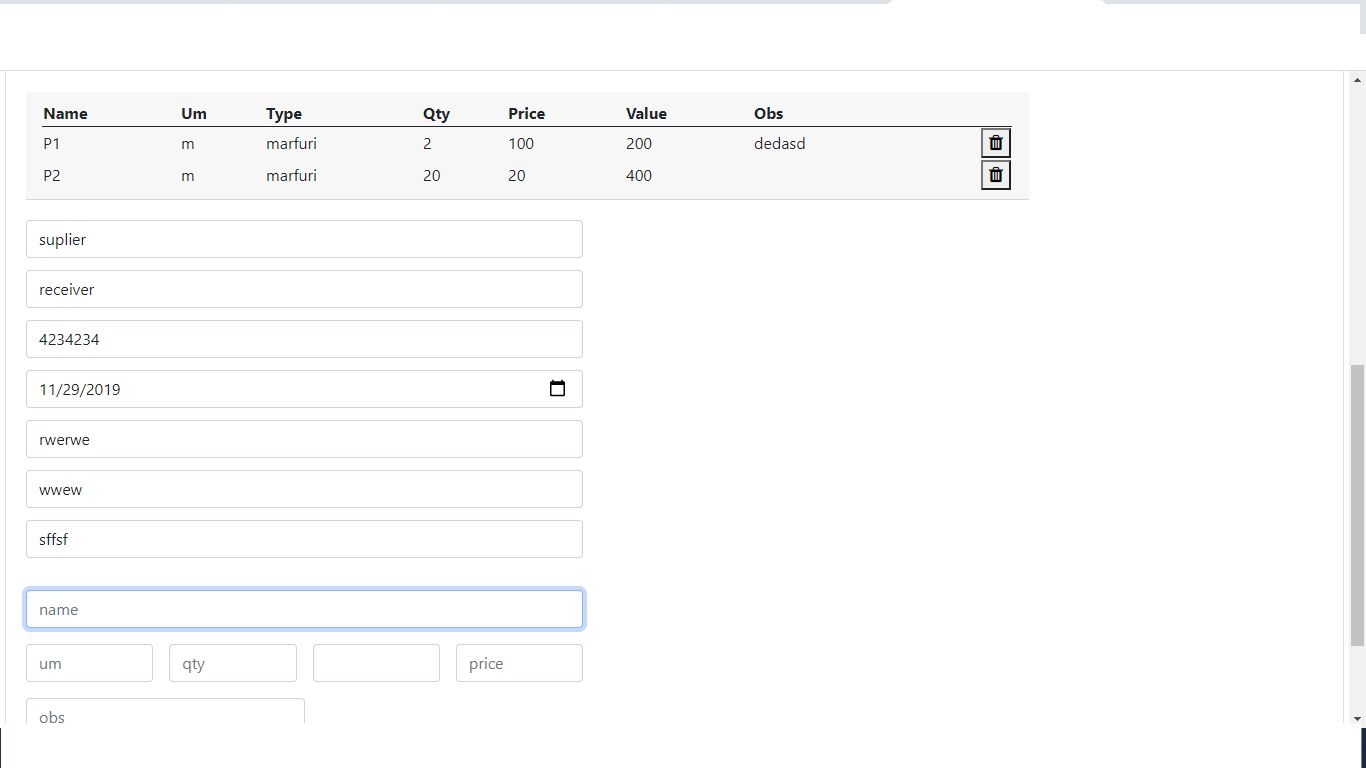 Name Um Type Qty Price Value Obs
P1 m marfuri 2 100 200 dedasd
P2 m marfuri 20 20 400
suplier
receiver
4234234
11/29/2019
rwerwe
wwew
sffsf
name
um qty price
obs